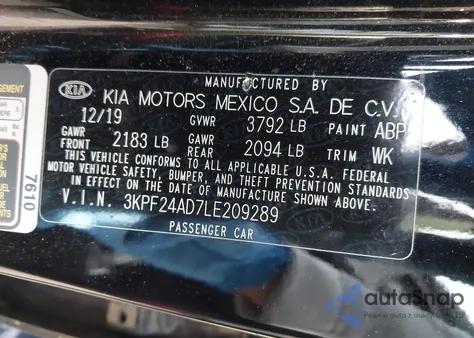 MANUFACTURED BY
KIA KIA MOTORS MEXICO S.A. DE C.V.
12/19 GVWR 3792 LB PAINT ABP
GAWR FRONT 2183 LB GAWR REAR 2094 LB TRIM WK
THIS VEHICLE CONFORMS TO ALL APPLICABLE U.S.A. FEDERAL
MOTOR VEHICLE SAFETY, BUMPER, AND THEFT PREVENTION STANDARDS
IN EFFECT ON THE DATE OF MANUFACTURE SHOWN ABOVE.
V.I.N. 3KPF24AD7LE209289
PASSENGER CAR
7610
autoSnap